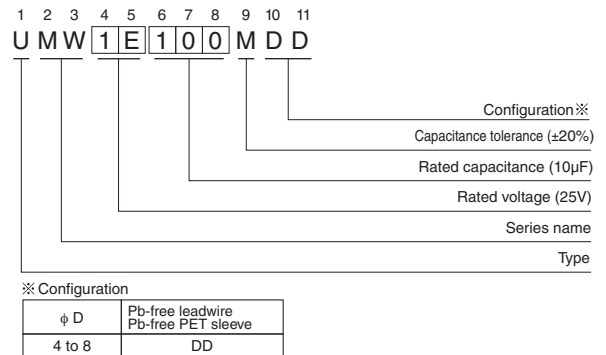 1 2 3 4 5 6 7 8 9 10 11
U M W 1 E 1 0 0 M D D
Configuration※
Capacitance tolerance (±20%)
Rated capacitance (10µF)
Rated voltage (25V)
Series name
Type
※ Configuration
ϕ D
Pb-free leadwire
Pb-free PET sleeve
4 to 8
DD